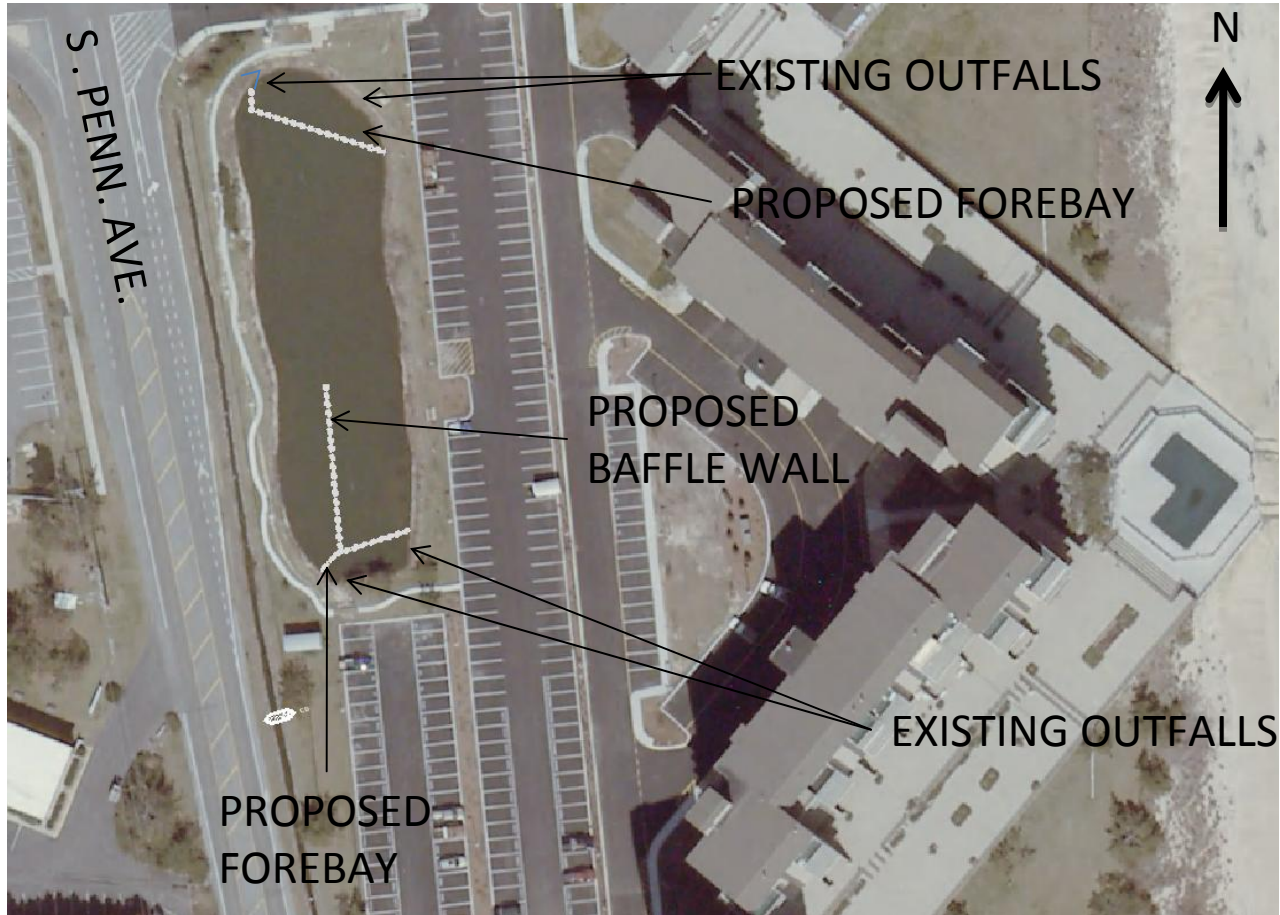 S. PENN. AVE.
N
EXISTING OUTFALLS
PROPOSED FOREBAY
PROPOSED
BAFFLE WALL
EXISTING OUTFALLS
PROPOSED
FOREBAY